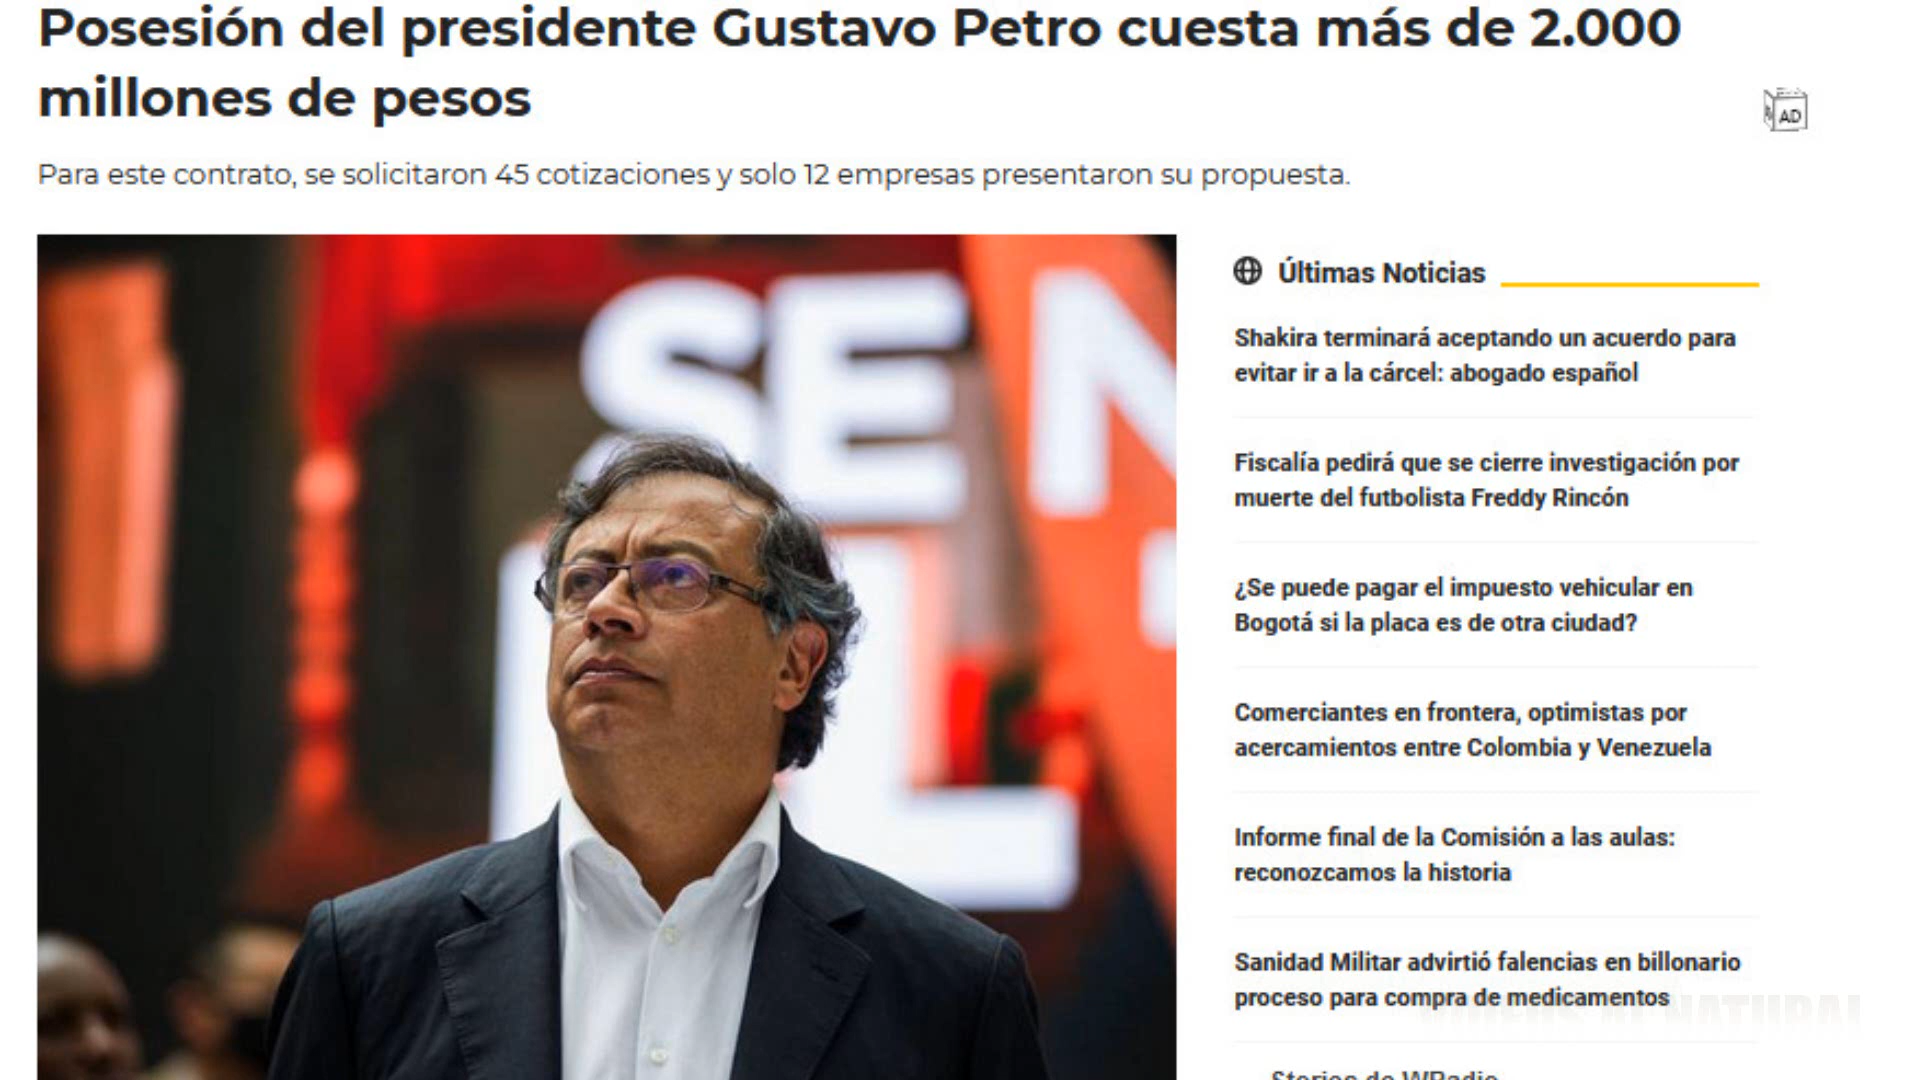 Posesión del presidente Gustavo Petro cuesta más de 2.000
millones de pesos
AD
Para este contrato, se solicitaron 45 cotizaciones y solo 12 empresas presentaron su propuesta.
SE
Últimas Noticias
Shakira terminará aceptando un acuerdo para
evitar ir a la cárcel: abogado español
Fiscalía pedirá que se cierre investigación por
muerte del futbolista Freddy Rincón
¿Se puede pagar el impuesto vehicular en
Bogotá si la placa es de otra ciudad?
Comerciantes en frontera, optimistas por
acercamientos entre Colombia y Venezuela
Informe final de la Comisión a las aulas:
reconozcamos la historia
Sanidad Militar advirtió falencias en billonario
proceso para compra de medicamentos
Stories de WRadio